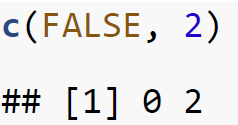 c(FALSE, 2)
## [1] 0 2